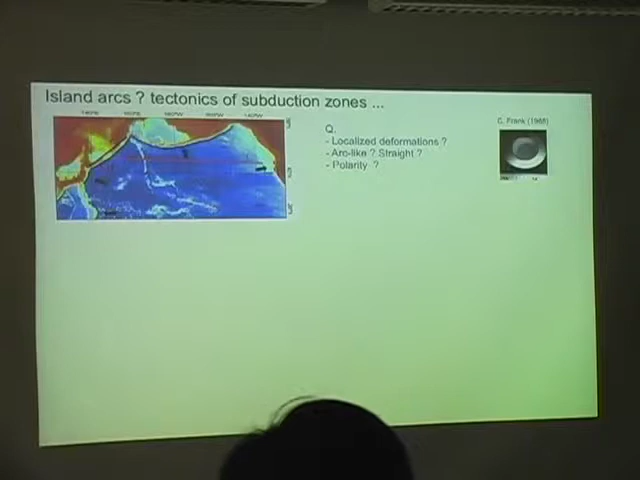 Island arcs ? tectonics of subduction zones ...
Q.
- Localized deformations ?
- Arc-like ? Straight ?
- Polarity ?
C. Frank (1968)